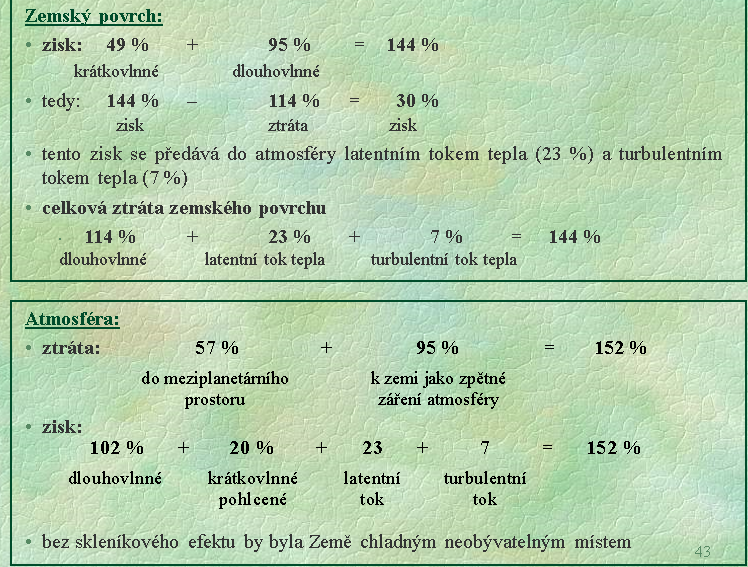 Zemský povrch:
• zisk: 49 % + 95 % = 144 %
krátkovlnné dlouhovlnné
• tedy: 144 % – 114 % = 30 %
zisk ztráta zisk
• tento zisk se předává do atmosféry latentním tokem tepla (23 %) a turbulentním
tokem tepla (7 %)
• celková ztráta zemského povrchu
114 % + 23 % + 7 % = 144 %
dlouhovlnné latentní tok tepla turbulentní tok tepla
Atmosféra:
• ztráta: 57 % + 95 % = 152 %
do meziplanetárního k zemi jako zpětné
prostoru záření atmosféry
• zisk:
102 % + 20 % + 23 + 7 = 152 %
dlouhovlnné krátkovlnné latentní turbulentní
pohlcené tok tok
• bez skleníkového efektu by byla Země chladným neobývatelným místem
43